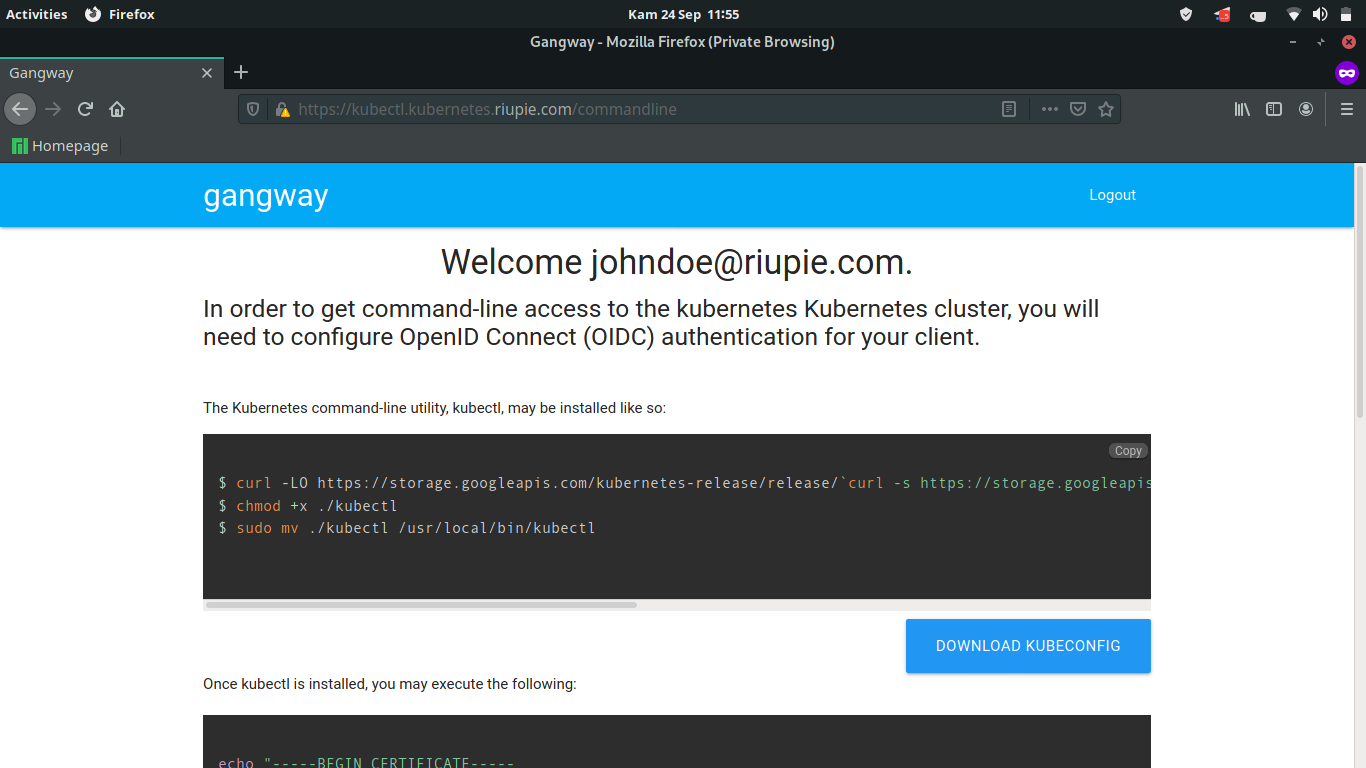 Activities Firefox Kam 24 Sep 11:55
Gangway - Mozilla Firefox (Private Browsing)
Gangway
https://kubectl.kubernetes.riupie.com/commandline
Homepage
gangway Logout
Welcome johndoe@riupie.com.
In order to get command-line access to the kubernetes Kubernetes cluster, you will
need to configure OpenID Connect (OIDC) authentication for your client.
The Kubernetes command-line utility, kubectl, may be installed like so:
Copy
$ curl -LO https://storage.googleapis.com/kubernetes-release/release/`curl -s https://storage.googleapis
$ chmod +x ./kubectl
$ sudo mv ./kubectl /usr/local/bin/kubectl
DOWNLOAD KUBECONFIG
Once kubectl is installed, you may execute the following:
echo "-----BEGIN CERTIFICATE-----